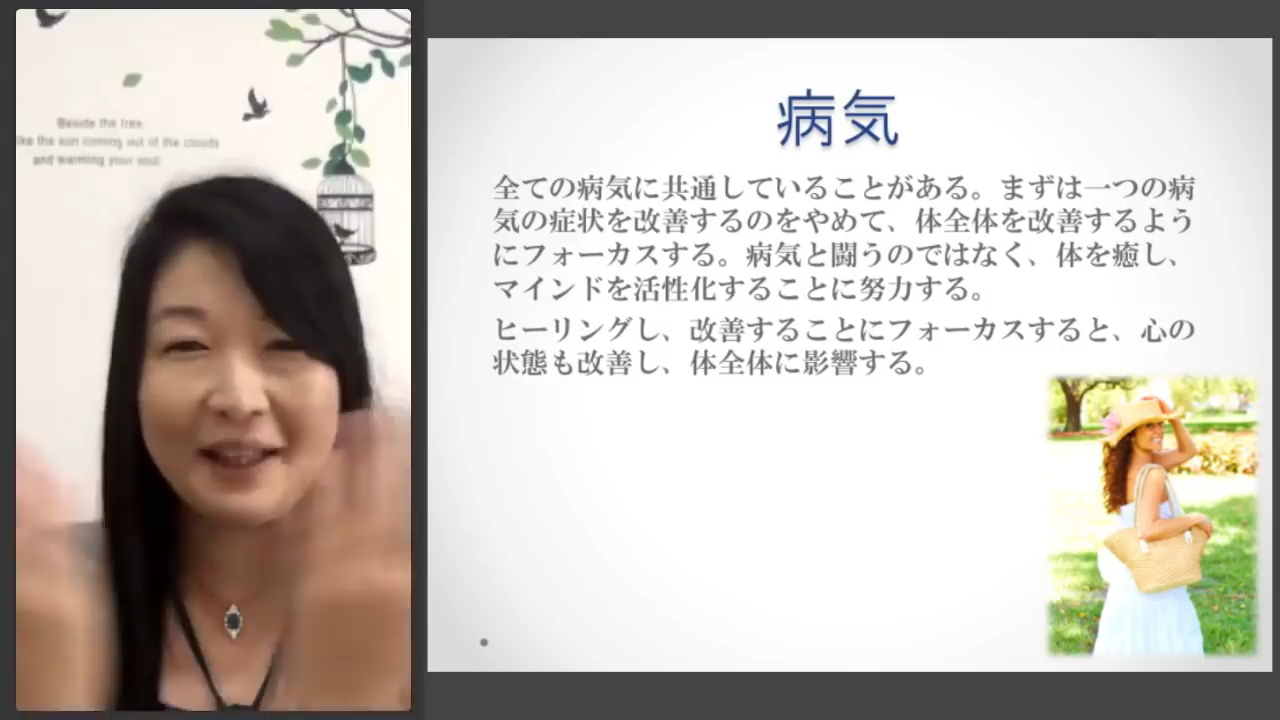 Beside the tree
like the sun coming out of the clouds
and warming your soul
病気
全ての病気に共通していることがある。まずは一つの病
気の症状を改善するのをやめて、体全体を改善するよう
にフォーカスする。病気と闘うのではなく、体を癒し、
マインドを活性化することに努力する。
ヒーリングし、改善することにフォーカスすると、心の
状態も改善し、体全体に影響する。